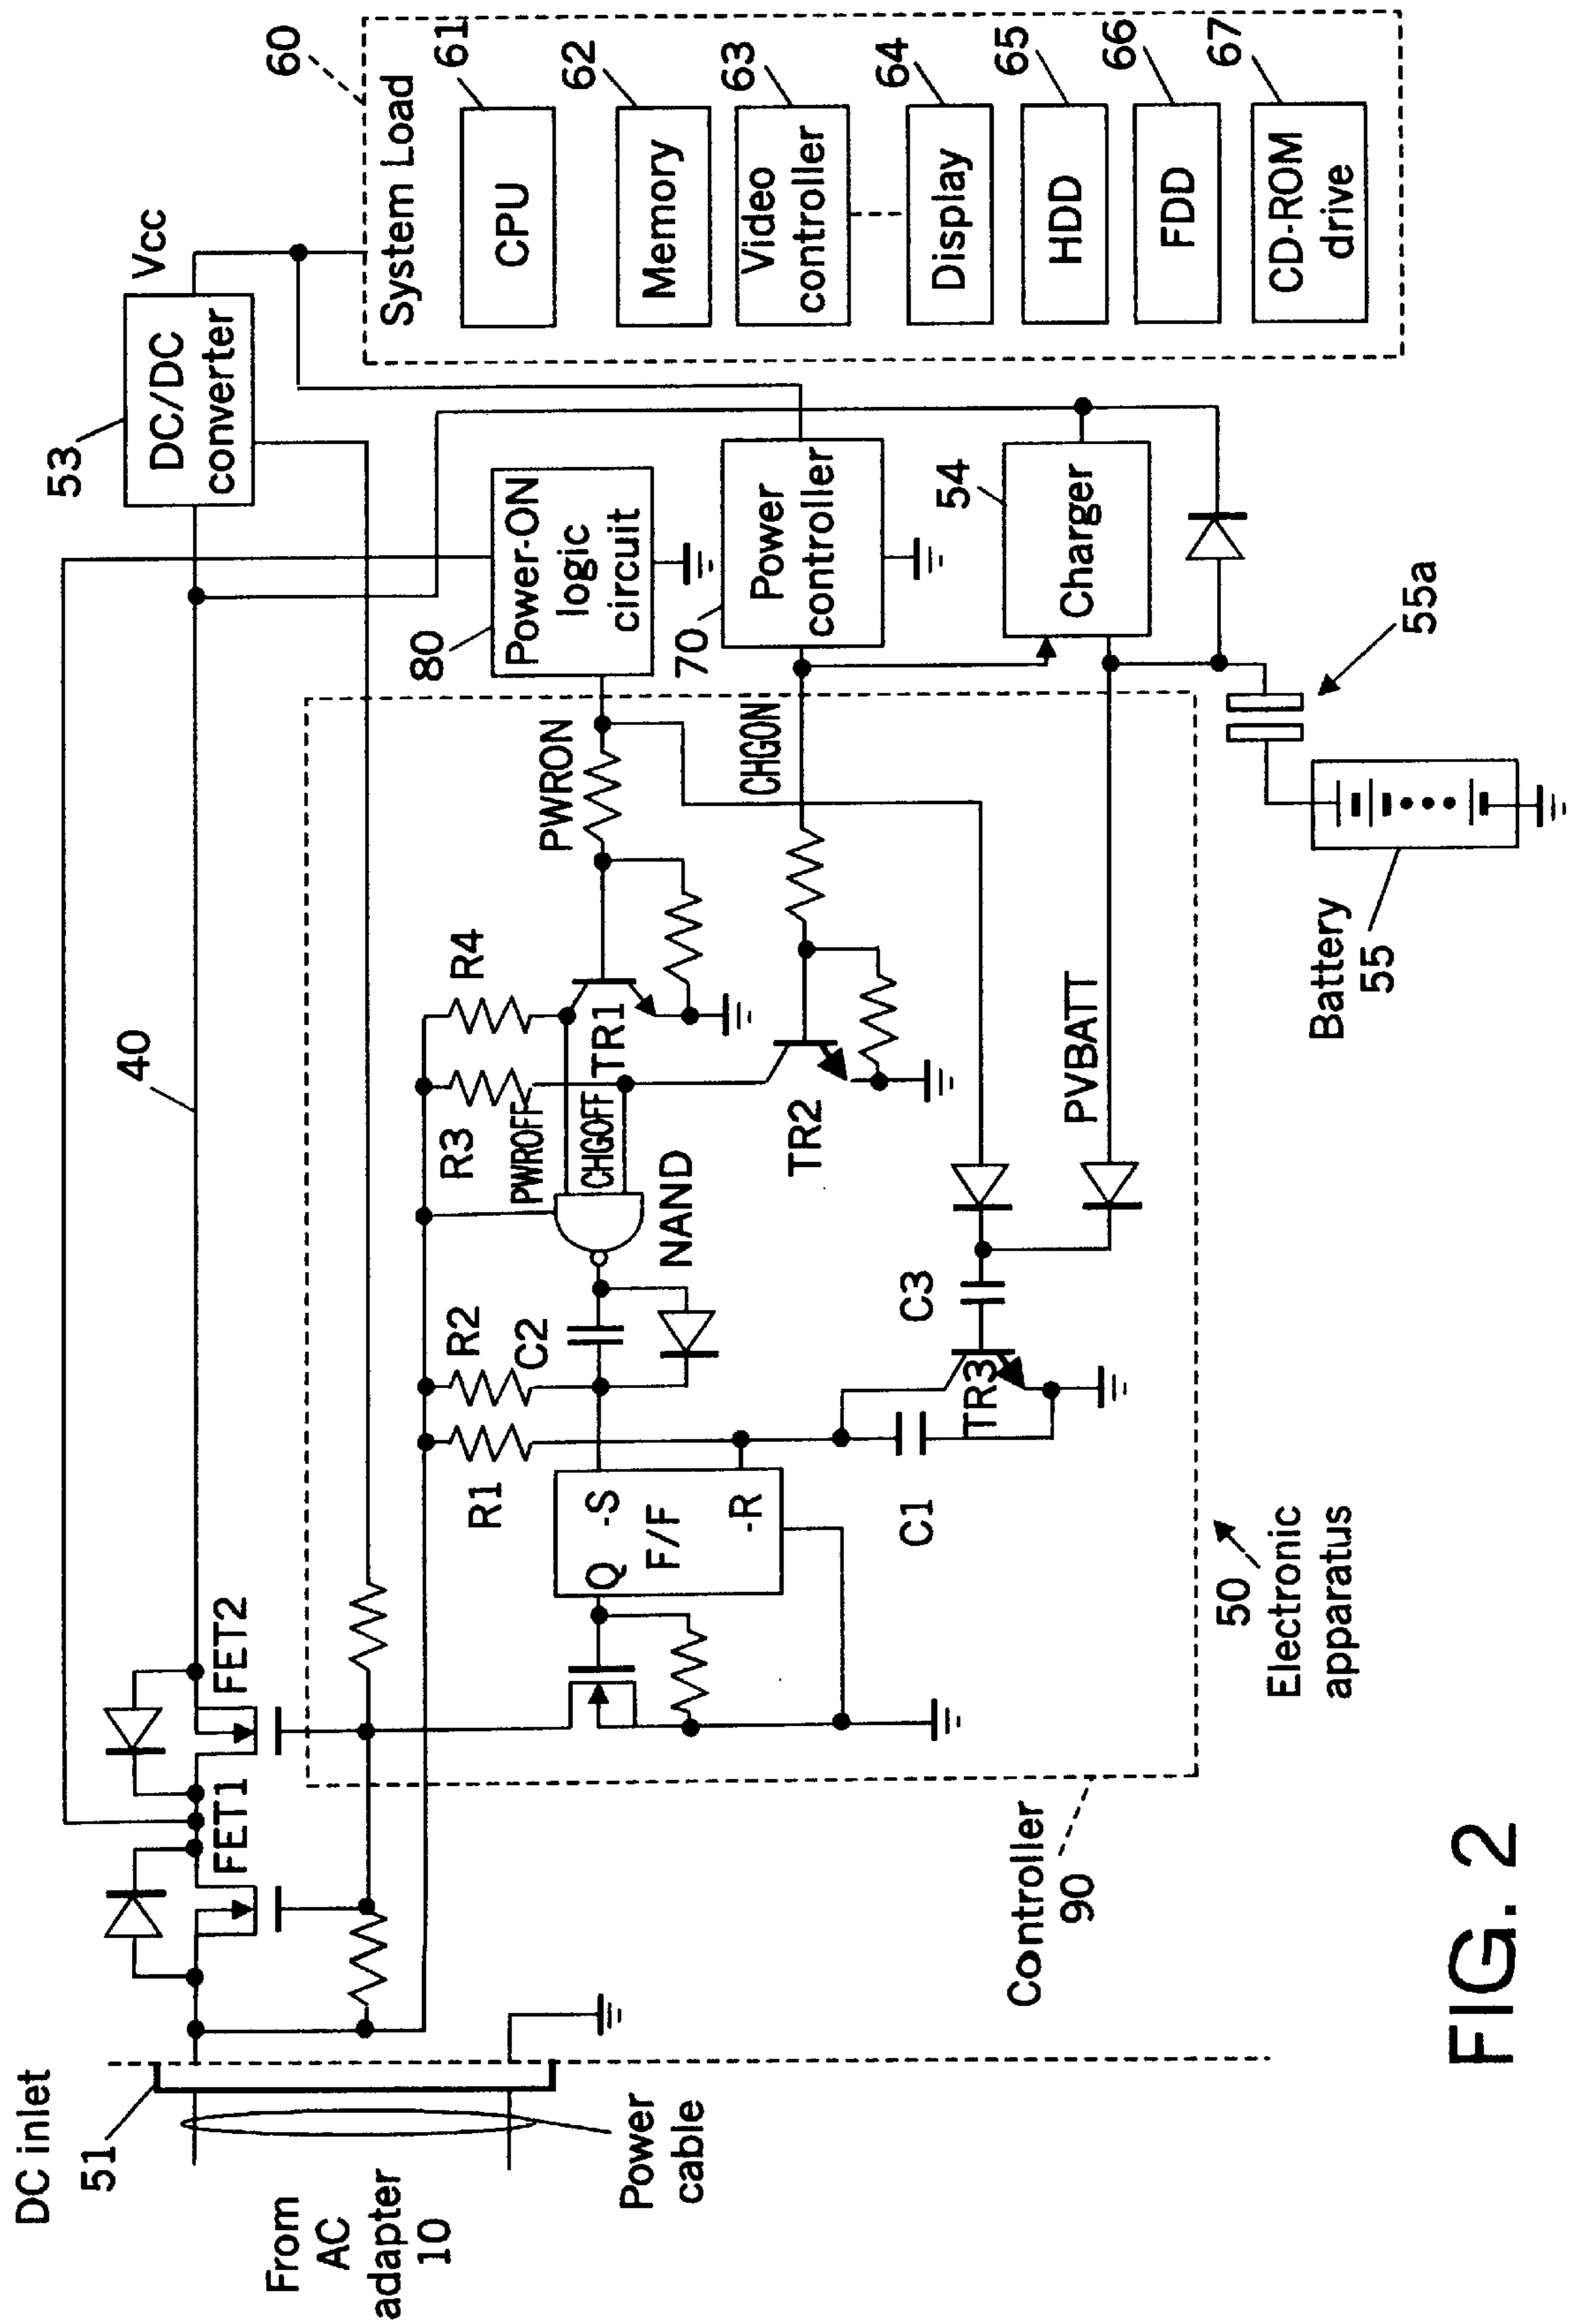 DC inlet
51
From
AC
adapter
10
Power
cable
FET1
FET2
40
53
DC/DC
converter
Vcc
60
System Load
CPU
61
Memory
62
Video
controller
63
Display
64
HDD
65
FDD
66
CD-ROM
drive
67
80
Power-ON
logic
circuit
70
Power
controller
54
Charger
55a
Battery
55
PWRON
CHGON
PVBATT
R4
R3
PWROFF
CHGOFF
TR1
TR2
NAND
R2
C2
R1
C3
TR3
C1
Q
-S
F/F
-R
Controller
90
50
Electronic
apparatus
FIG. 2